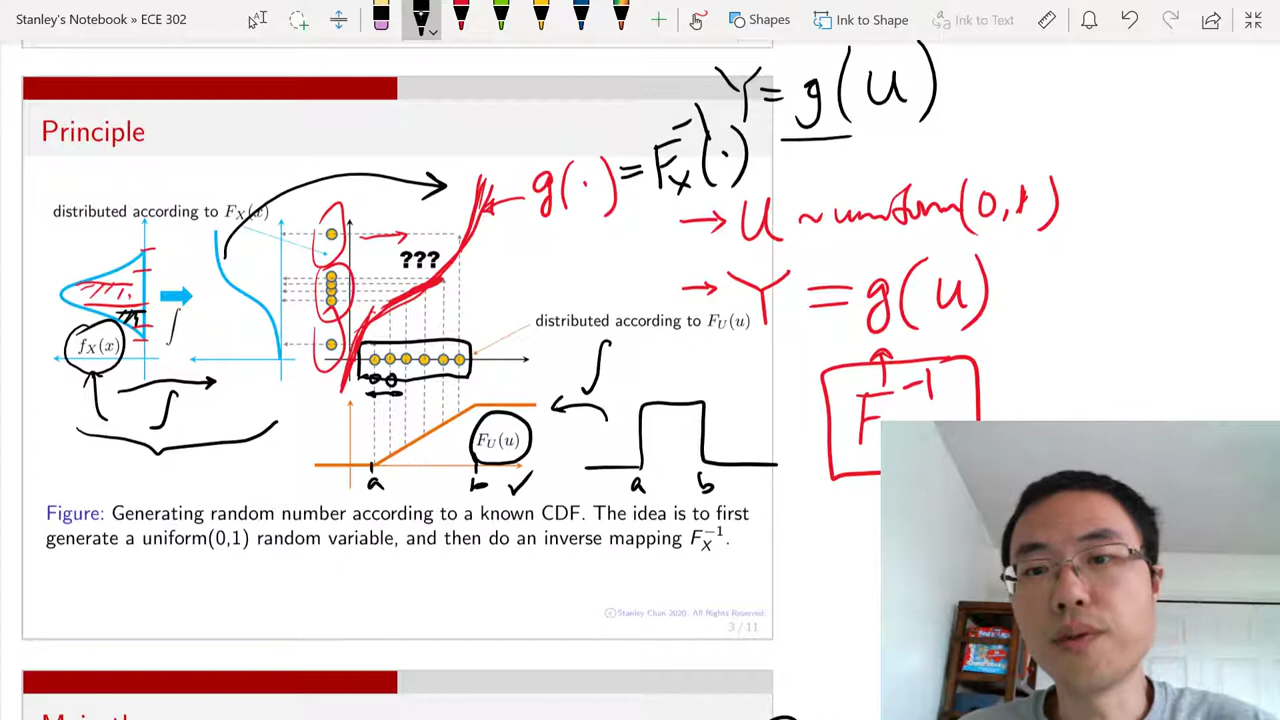 Stanley's Notebook » ECE 302
Shapes
Ink to Shape
Ink to Text
Principle
Y = g(U)
g(·) = F_X^{-1}(·)
distributed according to F_X(x)
→ U ~ uniform(0,1)
???
→ Y = g(U)
distributed according to F_U(u)
f_X(x)
∫
∫
∫
F^{-1}
F_U(u)
a
b ✓
a
b
Figure: Generating random number according to a known CDF. The idea is to first
generate a uniform(0,1) random variable, and then do an inverse mapping F_X^{-1}.
©Stanley Chan 2020. All Rights Reserved.
3 / 11